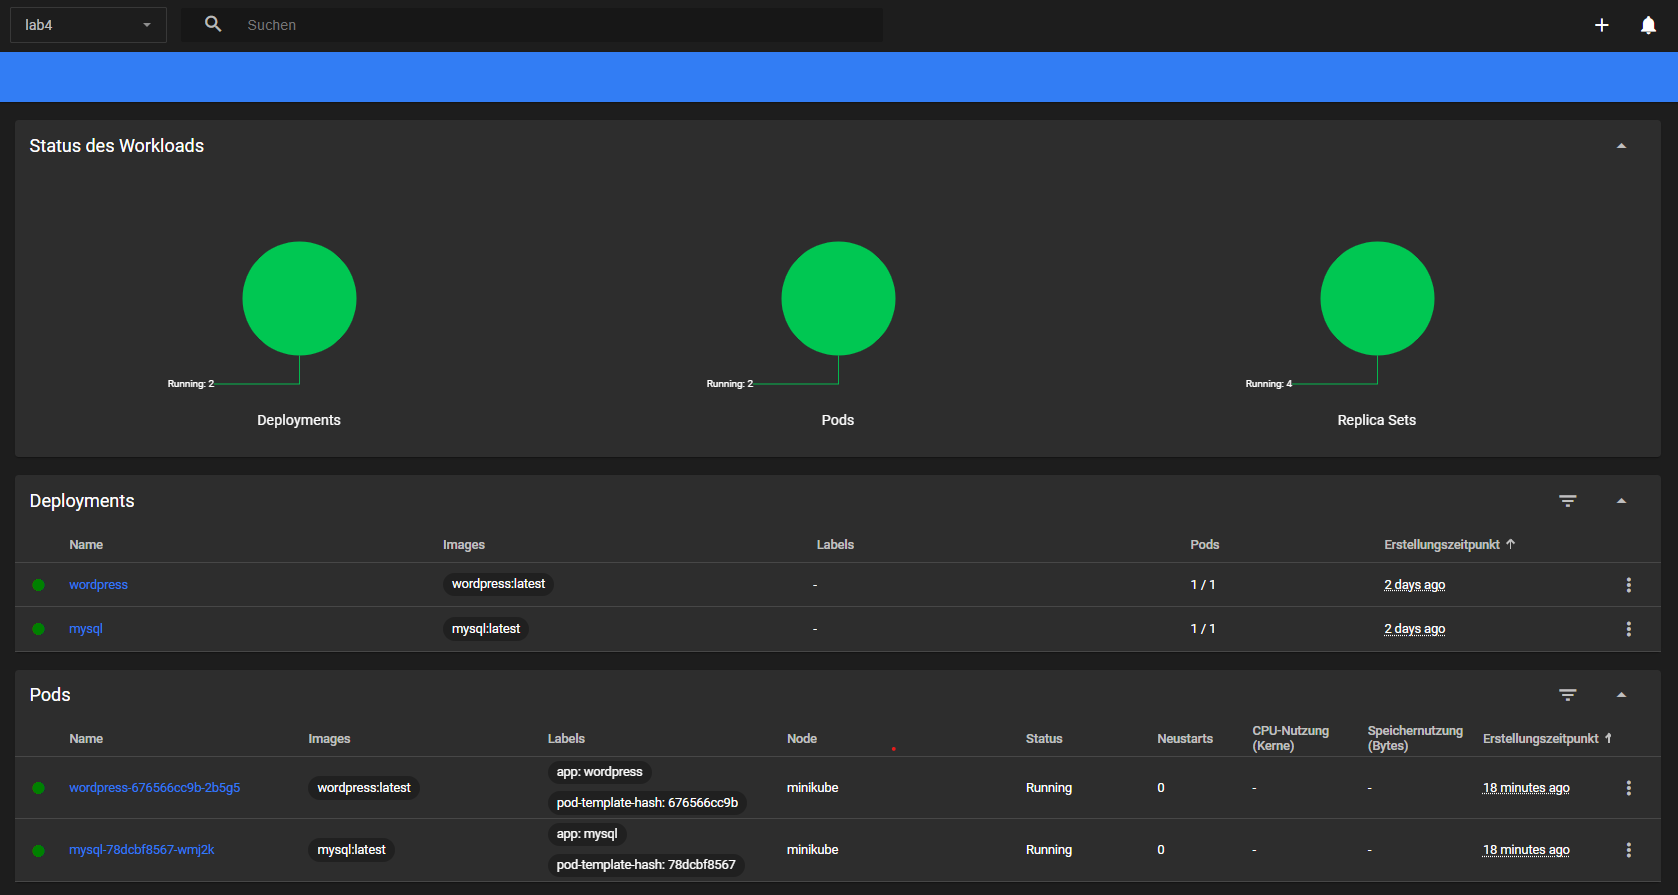 lab4 Suchen
Status des Workloads
Running: 2 Running: 2 Running: 4
Deployments Pods Replica Sets
Deployments
Name Images Labels Pods Erstellungszeitpunkt ↑
wordpress wordpress:latest - 1 / 1 2 days ago
mysql mysql:latest - 1 / 1 2 days ago
Pods
Name Images Labels Node Status Neustarts CPU-Nutzung (Kerne) Speichernutzung (Bytes) Erstellungszeitpunkt ↑
wordpress-676566cc9b-2b5g5 wordpress:latest app: wordpress minikube Running 0 - - 18 minutes ago
pod-template-hash: 676566cc9b
mysql-78dcbf8567-wmj2k mysql:latest app: mysql minikube Running 0 - - 18 minutes ago
pod-template-hash: 78dcbf8567